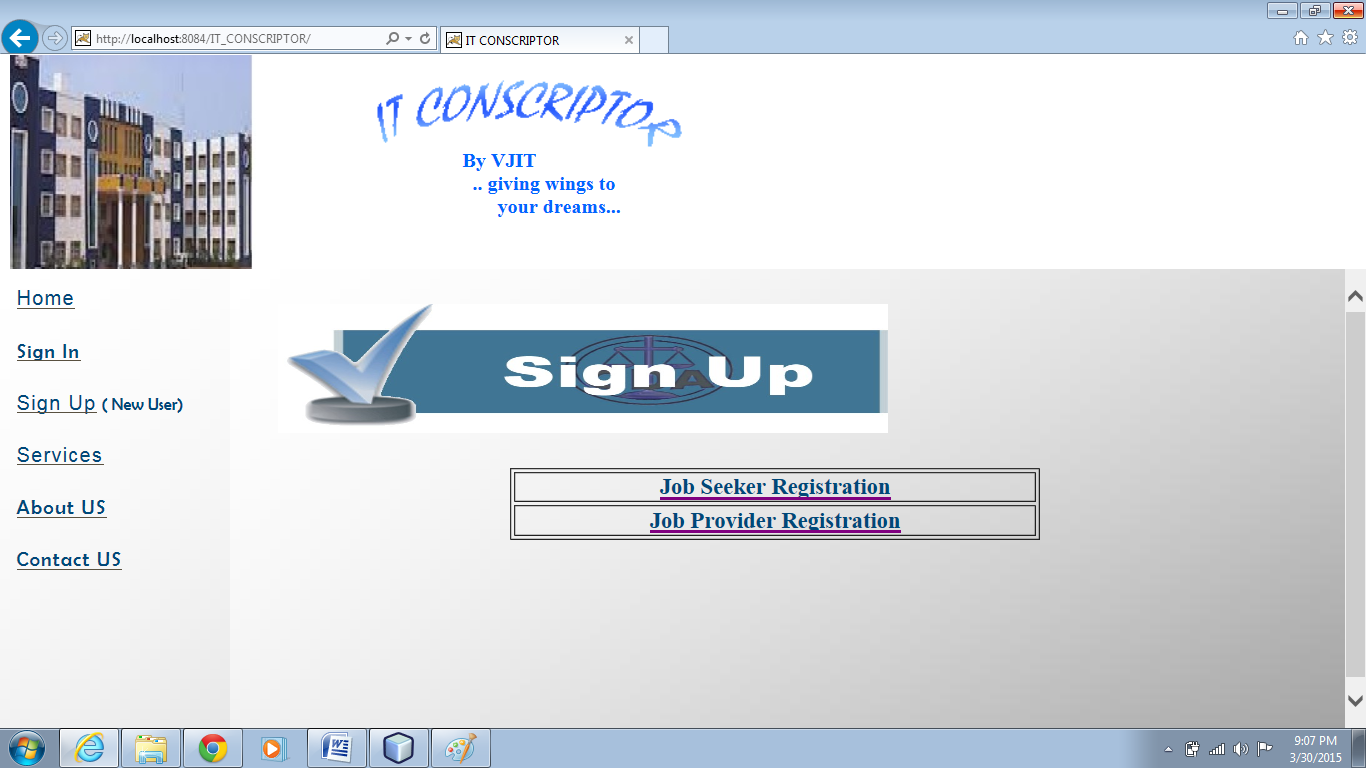 http://localhost:8084/IT_CONSCRIPTOR/
IT CONSCRIPTOR
IT CONSCRIPTOR
By VJIT
.. giving wings to
your dreams...
Home
Sign In
Sign Up ( New User)
Services
About US
Contact US
Sign Up
Job Seeker Registration
Job Provider Registration
9:07 PM
3/30/2015